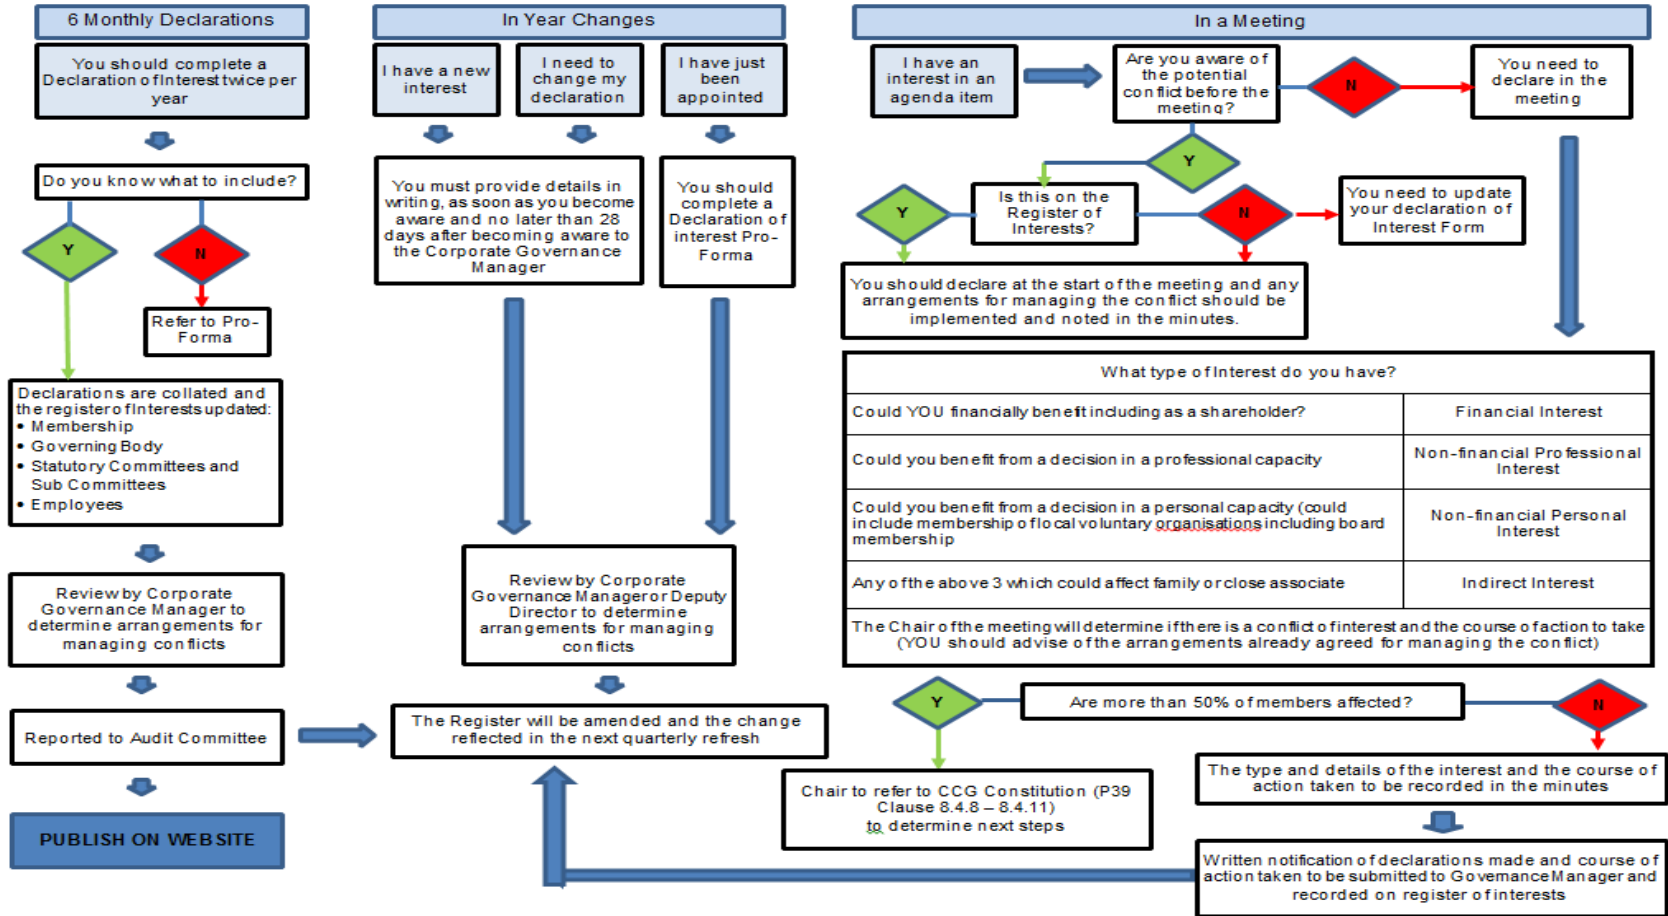 6 Monthly Declarations
You should complete a
Declaration of Interest twice per
year
Do you know what to include?
Y
N
Refer to Pro-
Forma
Declarations are collated and
the register of Interests updated:
• Membership
• Governing Body
• Statutory Committees and
Sub Committees
• Employees
Review by Corporate
Governance Manager to
determine arrangements for
managing conflicts
Reported to Audit Committee
PUBLISH ON WEBSITE
In Year Changes
I have a new
interest
I need to
change my
declaration
I have just
been
appointed
You must provide details in
writing, as soon as you become
aware and no later than 28
days after becoming aware to
the Corporate Governance
Manager
You should
complete a
Declaration of
interest Pro-
Forma
Review by Corporate
Governance Manager or Deputy
Director to determine
arrangements for managing
conflicts
The Register will be amended and the change
reflected in the next quarterly refresh
In a Meeting
I have an
interest in an
agenda item
Are you aware of
the potential
conflict before the
meeting?
N
You need to
declare in the
meeting
Y
Y
Is this on the
Register of
Interests?
N
You need to update
your declaration of
Interest Form
You should declare at the start of the meeting and any
arrangements for managing the conflict should be
implemented and noted in the minutes.
What type of Interest do you have?
Could YOU financially benefit including as a shareholder?
Financial Interest
Could you benefit from a decision in a professional capacity
Non-financial Professional
Interest
Could you benefit from a decision in a personal capacity (could
include membership of local voluntary organisations including board
membership
Non-financial Personal
Interest
Any of the above 3 which could affect family or close associate
Indirect Interest
The Chair of the meeting will determine if there is a conflict of interest and the course of action to take
(YOU should advise of the arrangements already agreed for managing the conflict)
Y
Are more than 50% of members affected?
N
Chair to refer to CCG Constitution (P39
Clause 8.4.8 – 8.4.11)
to determine next steps
The type and details of the interest and the course of
action taken to be recorded in the minutes
Written notification of declarations made and course of
action taken to be submitted to Governance Manager and
recorded on register of interests